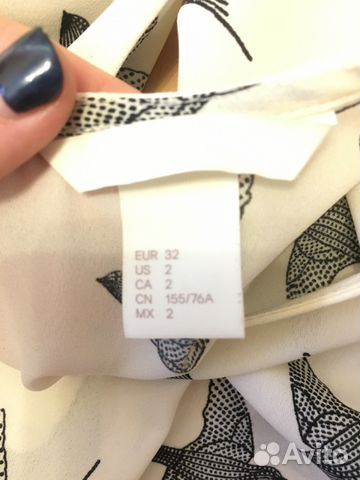 EUR 32
US 2
CA 2
CN 155/76A
MX 2
Avito